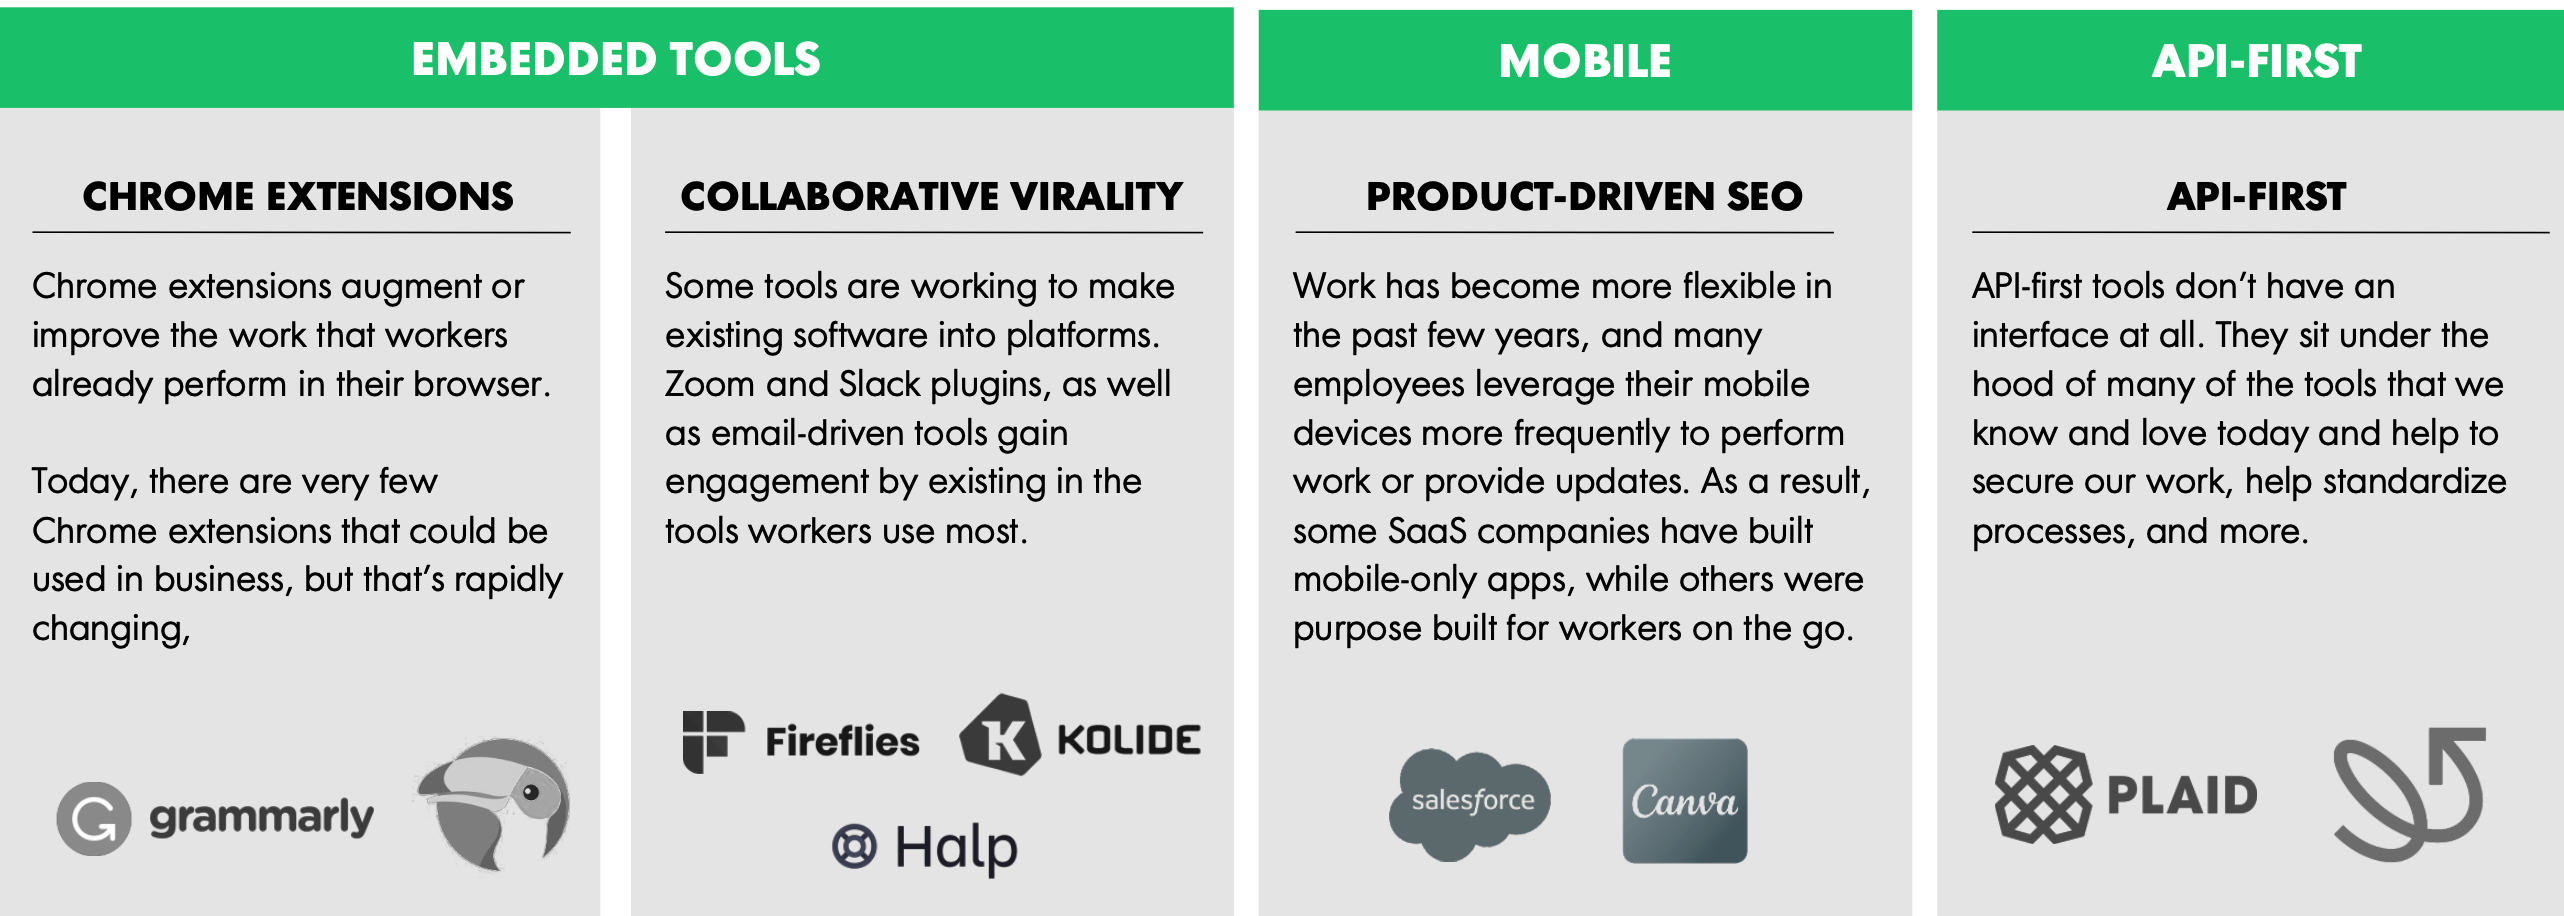 EMBEDDED TOOLS
CHROME EXTENSIONS
Chrome extensions augment or
improve the work that workers
already perform in their browser.
Today, there are very few
Chrome extensions that could be
used in business, but that’s rapidly
changing,
grammarly
COLLABORATIVE VIRALITY
Some tools are working to make
existing software into platforms.
Zoom and Slack plugins, as well
as email-driven tools gain
engagement by existing in the
tools workers use most.
Fireflies
KOLIDE
Halp
MOBILE
PRODUCT-DRIVEN SEO
Work has become more flexible in
the past few years, and many
employees leverage their mobile
devices more frequently to perform
work or provide updates. As a result,
some SaaS companies have built
mobile-only apps, while others were
purpose built for workers on the go.
salesforce
Canva
API-FIRST
API-FIRST
API-first tools don’t have an
interface at all. They sit under the
hood of many of the tools that we
know and love today and help to
secure our work, help standardize
processes, and more.
PLAID